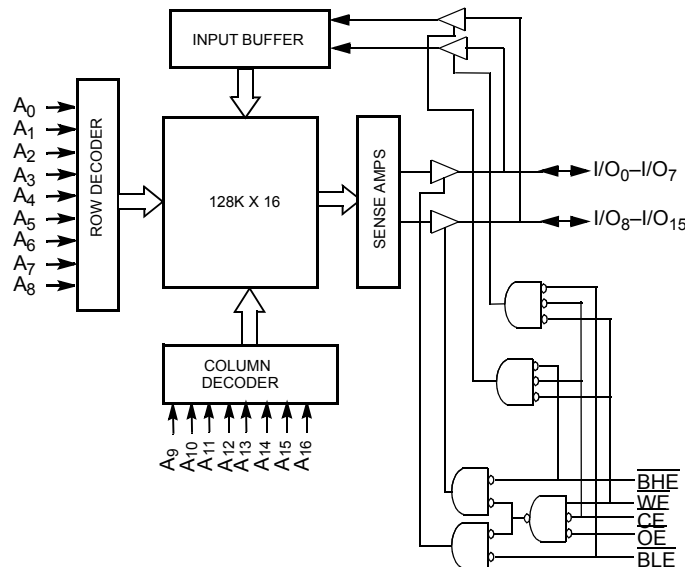 INPUT BUFFER
A0
A1
A2
A3
A4
A5
A6
A7
A8
ROW DECODER
128K X 16
SENSE AMPS
I/O0–I/O7
I/O8–I/O15
COLUMN
DECODER
A9
A10
A11
A12
A13
A14
A15
A16
BHE
WE
CE
OE
BLE